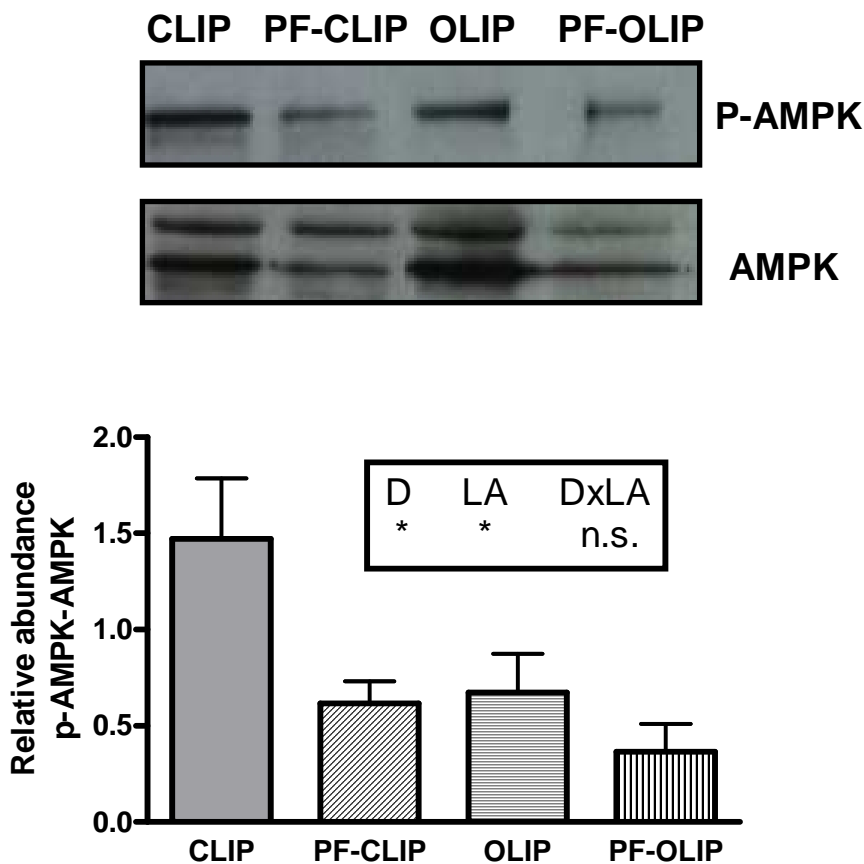 CLIP PF-CLIP OLIP PF-OLIP
P-AMPK
AMPK
Relative abundance
p-AMPK-AMPK
2.0
1.5
1.0
0.5
0.0
D LA DxLA
* * n.s.
CLIP PF-CLIP OLIP PF-OLIP